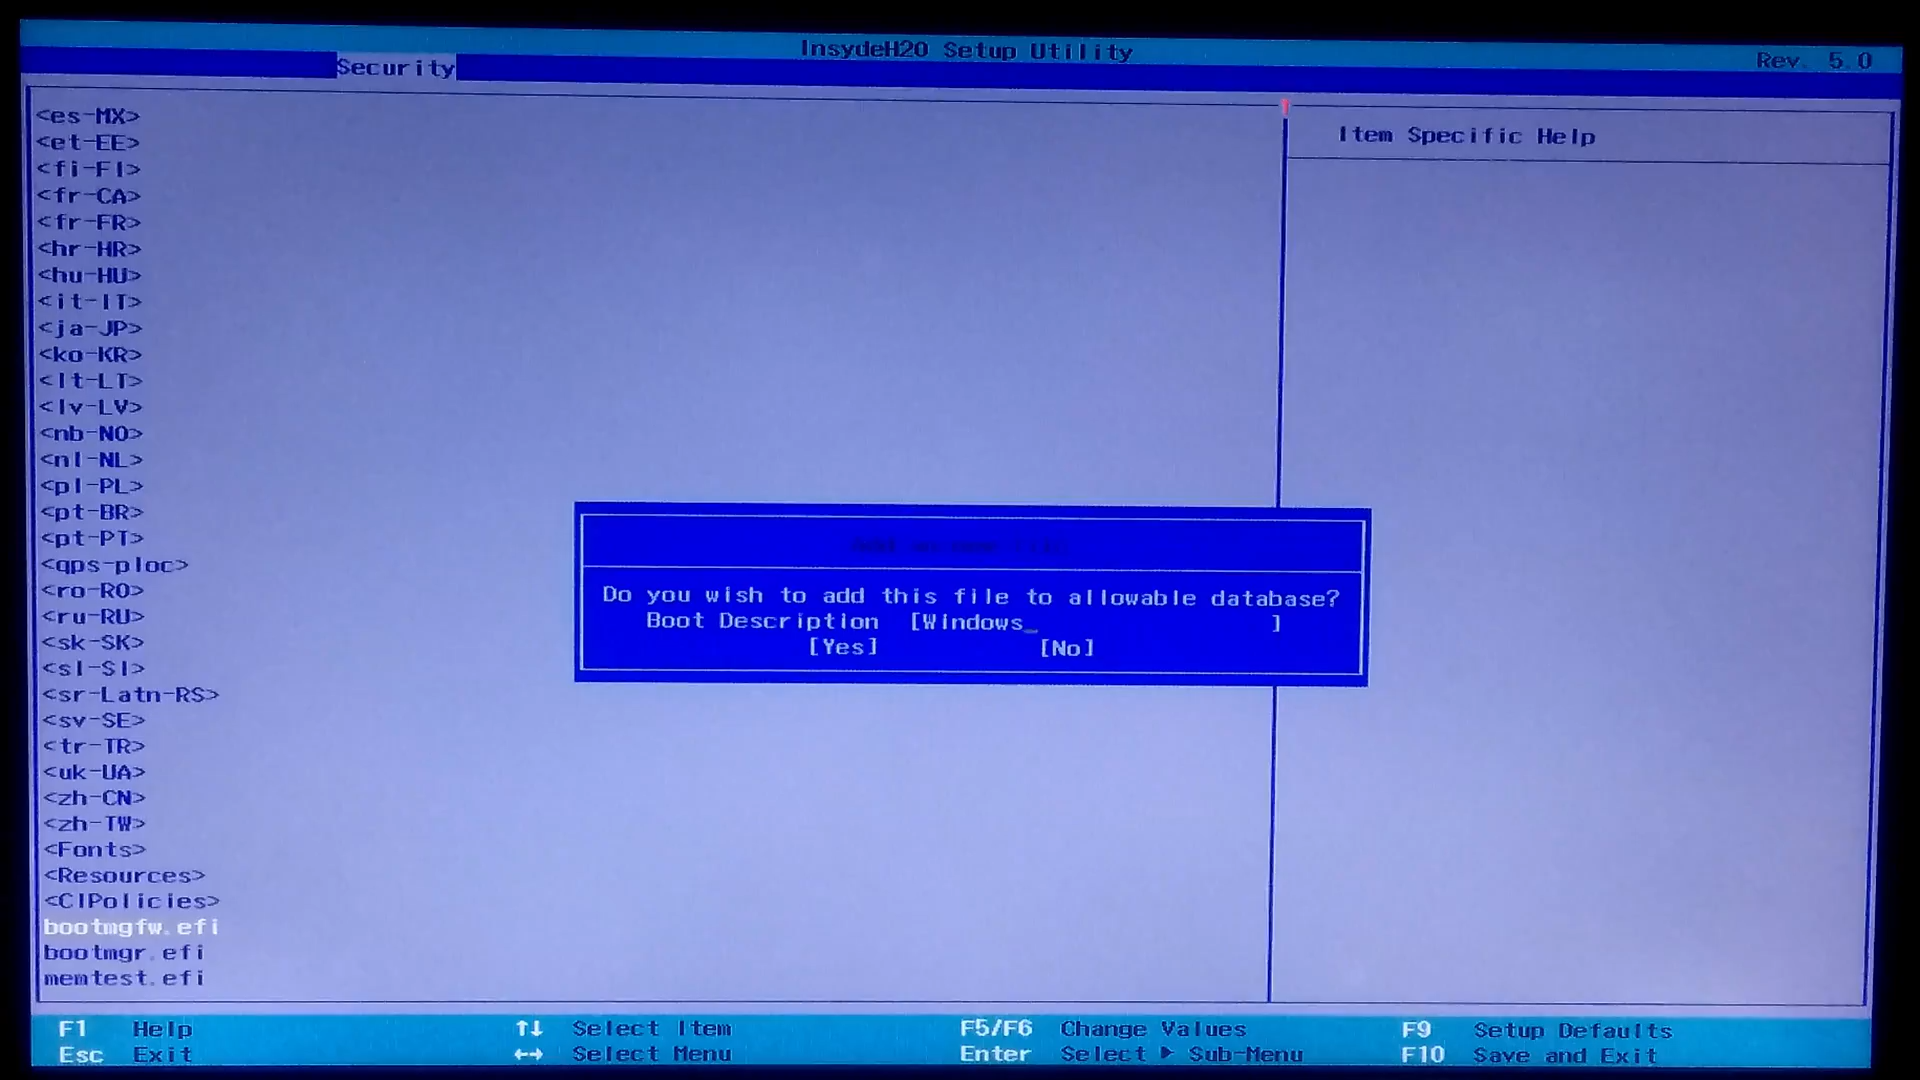 InsydeH20 Setup Utility
Rev. 5.0
Security
<es-MX>
<et-EE>
<fi-FI>
<fr-CA>
<fr-FR>
<hr-HR>
<hu-HU>
<it-IT>
<ja-JP>
<ko-KR>
<lt-LT>
<lv-LV>
<nb-NO>
<nl-NL>
<pl-PL>
<pt-BR>
<pt-PT>
<qps-ploc>
<ro-RO>
<ru-RU>
<sk-SK>
<sl-SI>
<sr-Latn-RS>
<sv-SE>
<tr-TR>
<uk-UA>
<zh-CN>
<zh-TW>
<Fonts>
<Resources>
<CIPolicies>
bootmgfw.efi
bootmgr.efi
memtest.efi
Item Specific Help
Do you wish to add this file to allowable database?
Boot Description [Windows_ ]
[Yes] [No]
F1 Help ↑↓ Select Item F5/F6 Change Values F9 Setup Defaults
Esc Exit ←→ Select Menu Enter Select ▶ Sub-Menu F10 Save and Exit